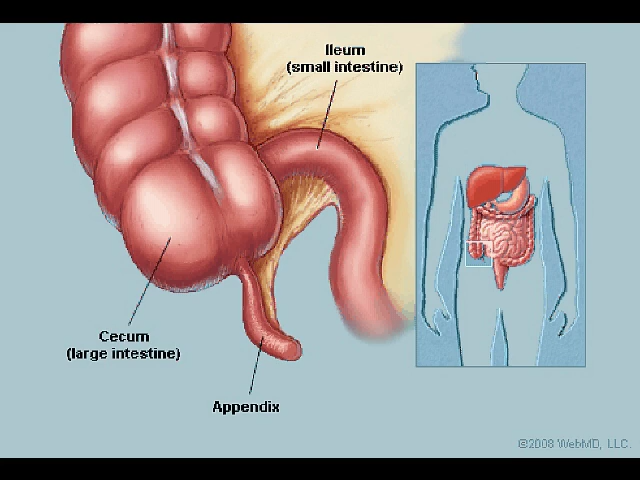 Ileum
(small intestine)
Cecum
(large intestine)
Appendix
©2008 WebMD, LLC.